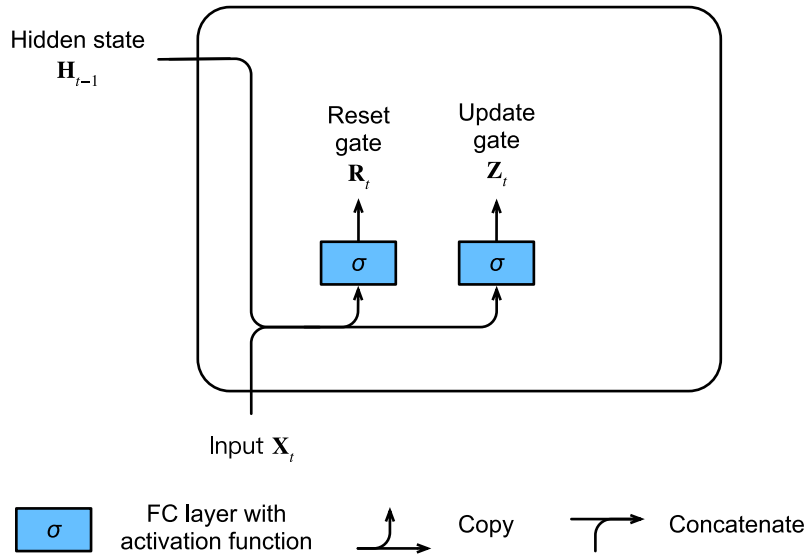 Hidden state
H_{t−1}
Reset
gate
R_t
Update
gate
Z_t
σ
σ
Input X_t
σ
FC layer with
activation function
Copy
Concatenate